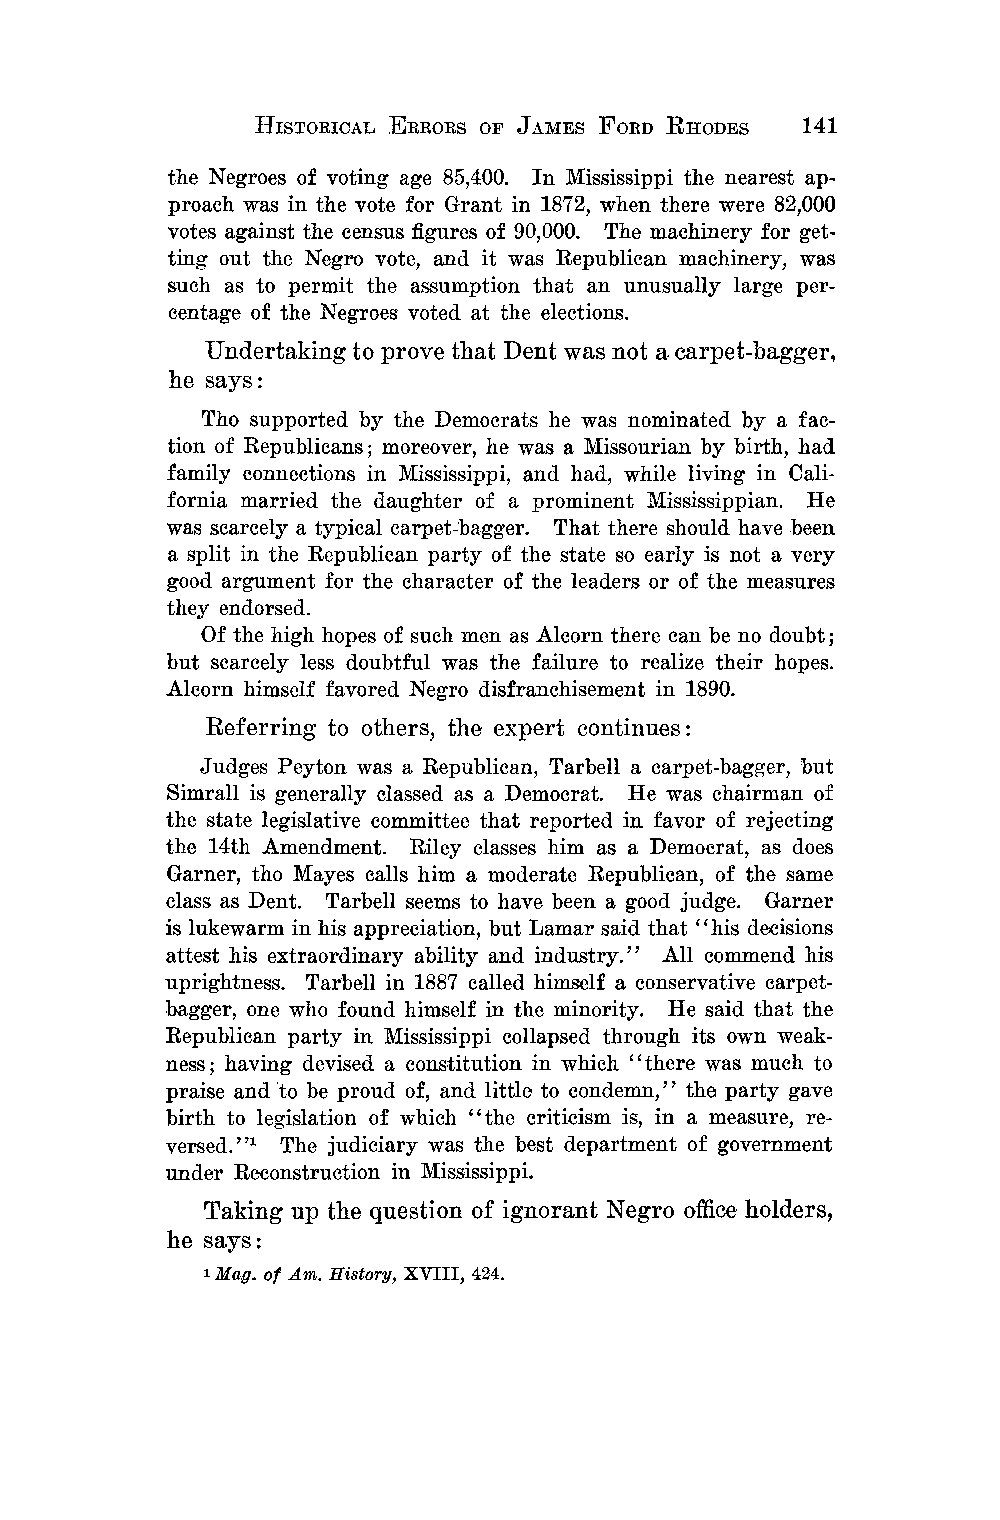 HISTORICAL ERRORS OF JAMES FORD RHODES 141
the Negroes of voting age 85,400. In Mississippi the nearest ap-
proach was in the vote for Grant in 1872, when there were 82,000
votes against the census figures of 90,000. The machinery for get-
ting out the Negro vote, and it was Republican machinery, was
such as to permit the assumption that an unusually large per-
centage of the Negroes voted at the elections.
Undertaking to prove that Dent was not a carpet-bagger,
he says:
Tho supported by the Democrats he was nominated by a fac-
tion of Republicans; moreover, he was a Missourian by birth, had
family connections in Mississippi, and had, while living in Cali-
fornia married the daughter of a prominent Mississippian. He
was scarcely a typical carpet-bagger. That there should have been
a split in the Republican party of the state so early is not a very
good argument for the character of the leaders or of the measures
they endorsed.
Of the high hopes of such men as Alcorn there can be no doubt;
but scarcely less doubtful was the failure to realize their hopes.
Alcorn himself favored Negro disfranchisement in 1890.
Referring to others, the expert continues:
Judges Peyton was a Republican, Tarbell a carpet-bagger, but
Simrall is generally classed as a Democrat. He was chairman of
the state legislative committee that reported in favor of rejecting
the 14th Amendment. Riley classes him as a Democrat, as does
Garner, tho Mayes calls him a moderate Republican, of the same
class as Dent. Tarbell seems to have been a good judge. Garner
is lukewarm in his appreciation, but Lamar said that "his decisions
attest his extraordinary ability and industry." All commend his
uprightness. Tarbell in 1887 called himself a conservative carpet-
bagger, one who found himself in the minority. He said that the
Republican party in Mississippi collapsed through its own weak-
ness; having devised a constitution in which "there was much to
praise and to be proud of, and little to condemn," the party gave
birth to legislation of which "the criticism is, in a measure, re-
versed."¹ The judiciary was the best department of government
under Reconstruction in Mississippi.
Taking up the question of ignorant Negro office holders,
he says:
¹ Mag. of Am. History, XVIII, 424.